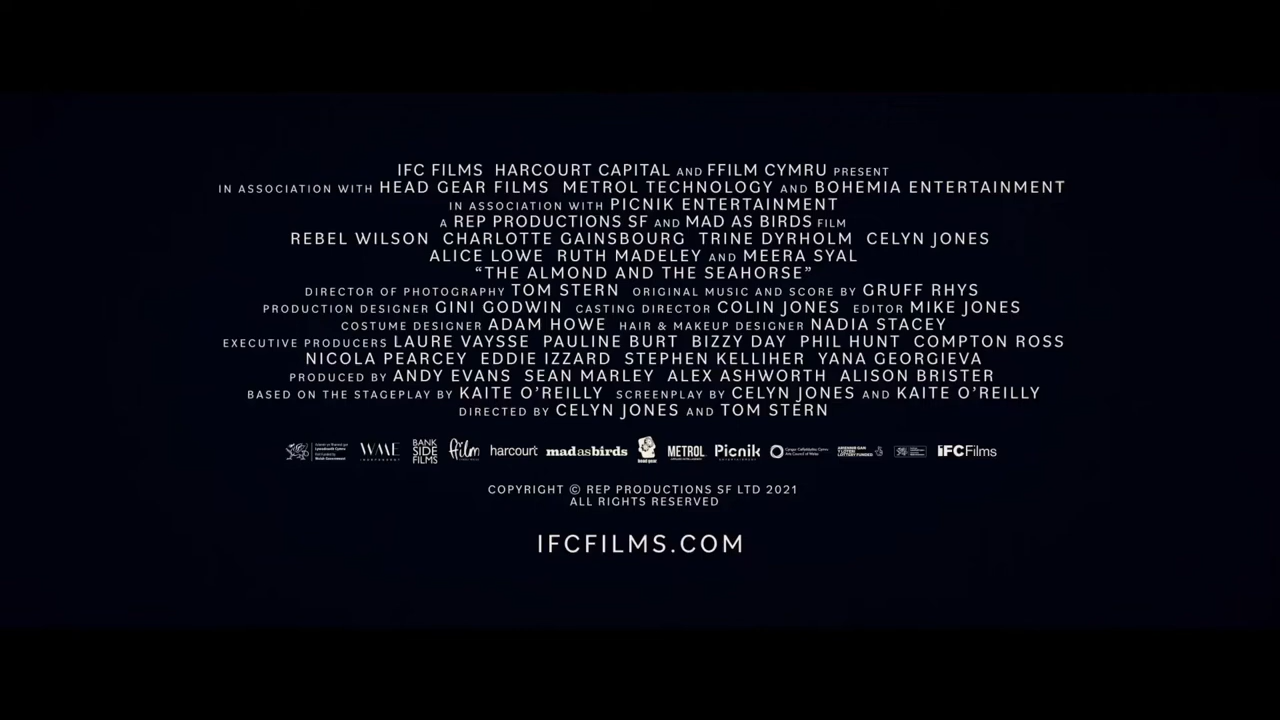 IFC FILMS HARCOURT CAPITAL AND FFILM CYMRU PRESENT
IN ASSOCIATION WITH HEAD GEAR FILMS METROL TECHNOLOGY AND BOHEMIA ENTERTAINMENT
IN ASSOCIATION WITH PICNIK ENTERTAINMENT
A REP PRODUCTIONS SF AND MAD AS BIRDS FILM
REBEL WILSON CHARLOTTE GAINSBOURG TRINE DYRHOLM CELYN JONES
ALICE LOWE RUTH MADELEY AND MEERA SYAL
“THE ALMOND AND THE SEAHORSE”
DIRECTOR OF PHOTOGRAPHY TOM STERN ORIGINAL MUSIC AND SCORE BY GRUFF RHYS
PRODUCTION DESIGNER GINI GODWIN CASTING DIRECTOR COLIN JONES EDITOR MIKE JONES
COSTUME DESIGNER ADAM HOWE HAIR & MAKEUP DESIGNER NADIA STACEY
EXECUTIVE PRODUCERS LAURE VAYSSE PAULINE BURT BIZZY DAY PHIL HUNT COMPTON ROSS
NICOLA PEARCEY EDDIE IZZARD STEPHEN KELLIHER YANA GEORGIEVA
PRODUCED BY ANDY EVANS SEAN MARLEY ALEX ASHWORTH ALISON BRISTER
BASED ON THE STAGEPLAY BY KAITE O’REILLY SCREENPLAY BY CELYN JONES AND KAITE O’REILLY
DIRECTED BY CELYN JONES AND TOM STERN
WME BANK SIDE FILMS ffilm harcourt madasbirds head gear METROL Picnik IFC Films
COPYRIGHT © REP PRODUCTIONS SF LTD 2021
ALL RIGHTS RESERVED
IFCFILMS.COM